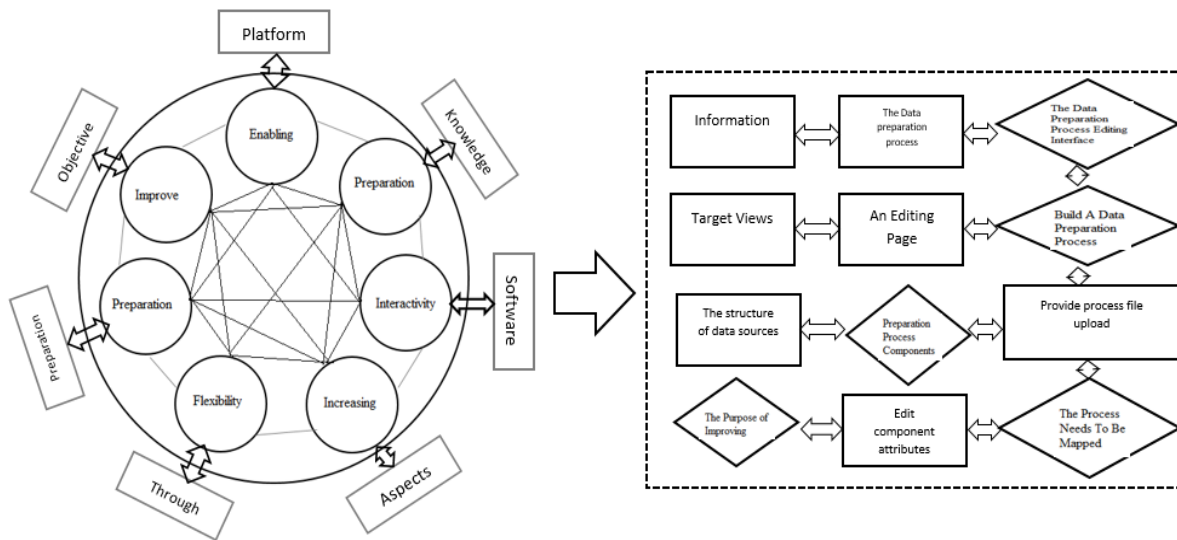 Platform
Objective
Knowledge
Enabling
Improve
Preparation
Preparation
Interactivity
Software
Preparation
Flexibility
Increasing
Through
Aspects
Information
The Data
preparation
process
The Data
Preparation
Process Editing
Interface
Target Views
An Editing
Page
Build A Data
Preparation
Process
The structure
of data sources
Preparation
Process
Components
Provide process file
upload
The Purpose of
Improving
Edit
component
attributes
The Process
Needs To Be
Mapped